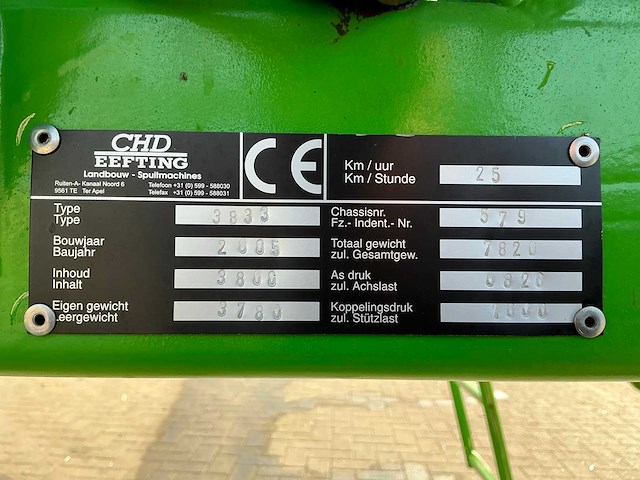 CHD
EEFTING
Landbouw - Spuitmachines
Ruiten-A- Kanaal Noord 6
9561 TE Ter Apel
Telefoon +31 (0) 599 - 588030
Telefax +31 (0) 599 - 588031
CE
Km / uur
Km / Stunde
25
Type
Type
3833
Bouwjaar
Baujahr
2005
Inhoud
Inhalt
3800
Eigen gewicht
Leergewicht
3780
Chassisnr.
Fz.- Indent.- Nr.
579
Totaal gewicht
zul. Gesamtgew.
7820
As druk
zul. Achslast
6820
Koppelingsdruk
zul. Stützlast